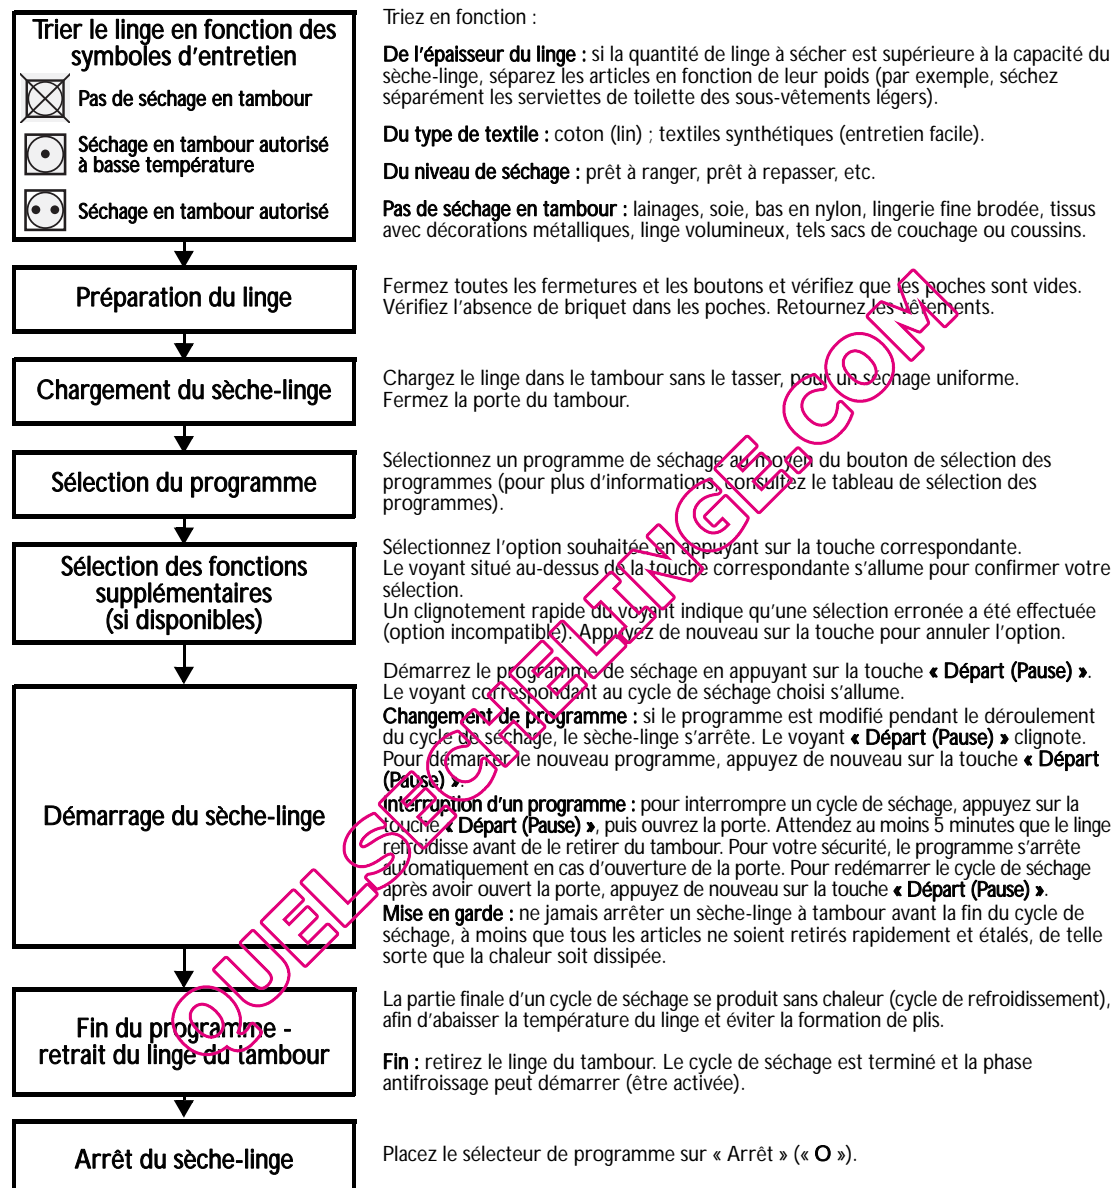 Trier le linge en fonction des
symboles d'entretien
Pas de séchage en tambour
Séchage en tambour autorisé
à basse température
Séchage en tambour autorisé
Triez en fonction :
De l'épaisseur du linge : si la quantité de linge à sécher est supérieure à la capacité du
sèche-linge, séparez les articles en fonction de leur poids (par exemple, séchez
séparément les serviettes de toilette des sous-vêtements légers).
Du type de textile : coton (lin) ; textiles synthétiques (entretien facile).
Du niveau de séchage : prêt à ranger, prêt à repasser, etc.
Pas de séchage en tambour : lainages, soie, bas en nylon, lingerie fine brodée, tissus
avec décorations métalliques, linge volumineux, tels sacs de couchage ou coussins.
Préparation du linge
Fermez toutes les fermetures et les boutons et vérifiez que les poches sont vides.
Vérifiez l'absence de briquet dans les poches. Retournez les vêtements.
Chargement du sèche-linge
Chargez le linge dans le tambour sans le tasser, pour un séchage uniforme.
Fermez la porte du tambour.
Sélection du programme
Sélectionnez un programme de séchage au moyen du bouton de sélection des
programmes (pour plus d'informations, consultez le tableau de sélection des
programmes).
Sélection des fonctions
supplémentaires
(si disponibles)
Sélectionnez l'option souhaitée en appuyant sur la touche correspondante.
Le voyant situé au-dessus de la touche correspondante s'allume pour confirmer votre
sélection.
Un clignotement rapide du voyant indique qu'une sélection erronée a été effectuée
(option incompatible). Appuyez de nouveau sur la touche pour annuler l'option.
Démarrage du sèche-linge
Démarrez le programme de séchage en appuyant sur la touche « Départ (Pause) ».
Le voyant correspondant au cycle de séchage choisi s'allume.
Changement de programme : si le programme est modifié pendant le déroulement
du cycle de séchage, le sèche-linge s'arrête. Le voyant « Départ (Pause) » clignote.
Pour démarrer le nouveau programme, appuyez de nouveau sur la touche « Départ
(Pause) ».
Interruption d'un programme : pour interrompre un cycle de séchage, appuyez sur la
touche « Départ (Pause) », puis ouvrez la porte. Attendez au moins 5 minutes que le linge
refroidisse avant de le retirer du tambour. Pour votre sécurité, le programme s'arrête
automatiquement en cas d'ouverture de la porte. Pour redémarrer le cycle de séchage
après avoir ouvert la porte, appuyez de nouveau sur la touche « Départ (Pause) ».
Mise en garde : ne jamais arrêter un sèche-linge à tambour avant la fin du cycle de
séchage, à moins que tous les articles ne soient retirés rapidement et étalés, de telle
sorte que la chaleur soit dissipée.
Fin du programme -
retrait du linge du tambour
La partie finale d'un cycle de séchage se produit sans chaleur (cycle de refroidissement),
afin d'abaisser la température du linge et éviter la formation de plis.
Fin : retirez le linge du tambour. Le cycle de séchage est terminé et la phase
antifroissage peut démarrer (être activée).
Arrêt du sèche-linge
Placez le sélecteur de programme sur « Arrêt » (« O »).
QUELSECHELINGE.COM